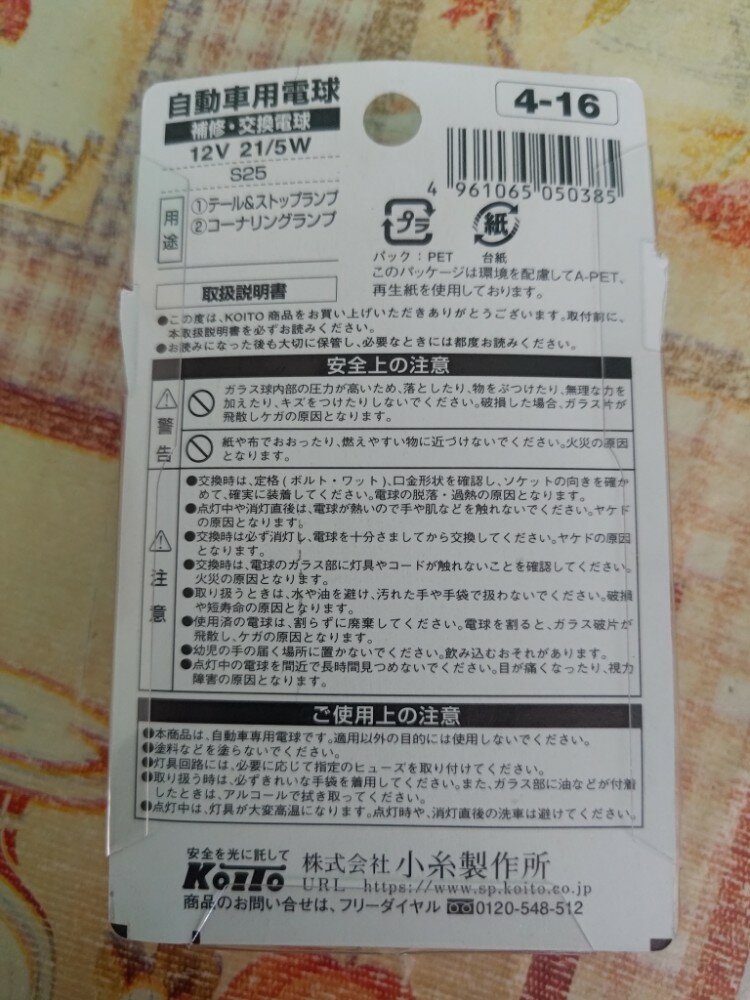 自動車用電球
4-16
補修・交換電球
12V 21/5W
S25
用途
①テール&ストップランプ
②コーナリングランプ
4 961065 050385
プラ
紙
パック：PET 台紙
このパッケージは環境を配慮してA-PET、
再生紙を使用しております。
取扱説明書
●この度は、KOITO 商品をお買い上げいただきありがとうございます。取付前に、
本取扱説明書を必ずお読みください。
●お読みになった後も大切に保管し、必要なときには都度お読みください。
安全上の注意
警告
ガラス球内部の圧力が高いため、落としたり、物をぶつけたり、無理な力を
加えたり、キズをつけたりしないでください。破損した場合、ガラス片が
飛散しケガの原因となります。
紙や布でおおったり、燃えやすい物に近づけないでください。火災の原因
となります。
注意
●交換時は、定格(ボルト・ワット)、口金形状を確認し、ソケットの向きを確か
めて、確実に装着してください。電球の脱落・過熱の原因となります。
●点灯中や消灯直後は、電球が熱いので手や肌などを触れないでください。ヤケド
の原因となります。
●交換時は必ず消灯し、電球を十分さましてから交換してください。ヤケドの原因
となります。
●交換時は、電球のガラス部に灯具やコードが触れないことを確認してください。
火災の原因となります。
●取り扱うときは、水や油を避け、汚れた手や手袋で扱わないでください。破損
や短寿命の原因となります。
●使用済の電球は、割らずに廃棄してください。電球を割ると、ガラス破片が
飛散し、ケガの原因となります。
●幼児の手の届く場所に置かないでください。飲み込むおそれがあります。
●点灯中の電球を間近で長時間見つめないでください。目が痛くなったり、視力
障害の原因となります。
ご使用上の注意
●本商品は、自動車専用電球です。適用以外の目的には使用しないでください。
●塗料などを塗らないでください。
●灯具回路には、必要に応じて指定のヒューズを取り付けてください。
●取り扱う時は、必ずきれいな手袋を着用してください。また、ガラス部に油などが付着
したときは、アルコールで拭き取ってください。
●点灯中は、灯具が大変高温になります。点灯時や、消灯直後の洗車は避けてください。
安全を光に託して
KOITO 株式会社 小糸製作所
URL https://www.sp.koito.co.jp
商品のお問い合せは、フリーダイヤル 0120-548-512